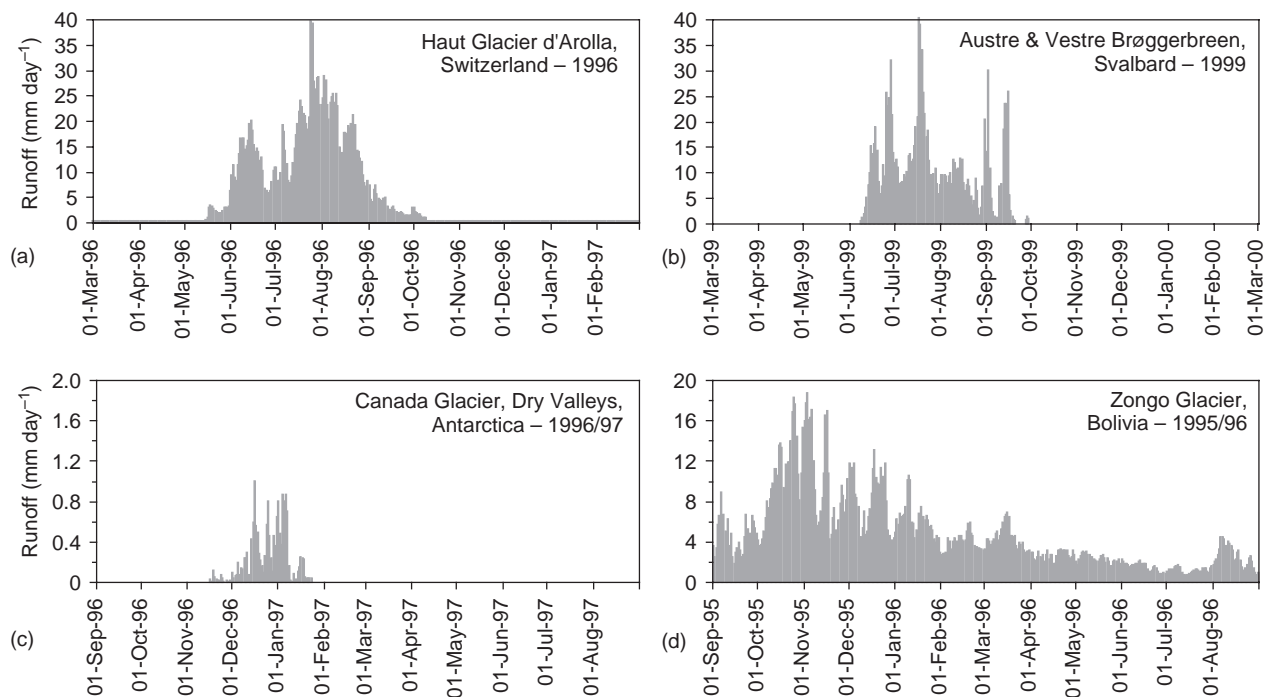 40
35
30
25
20
15
10
5
0
Runoff (mm day⁻¹)
Haut Glacier d'Arolla,
Switzerland – 1996
(a)
01-Mar-96
01-Apr-96
01-May-96
01-Jun-96
01-Jul-96
01-Aug-96
01-Sep-96
01-Oct-96
01-Nov-96
01-Dec-96
01-Jan-97
01-Feb-97
40
35
30
25
20
15
10
5
0
Austre & Vestre Brøggerbreen,
Svalbard – 1999
(b)
01-Mar-99
01-Apr-99
01-May-99
01-Jun-99
01-Jul-99
01-Aug-99
01-Sep-99
01-Oct-99
01-Nov-99
01-Dec-99
01-Jan-00
01-Feb-00
01-Mar-00
2.0
1.6
1.2
0.8
0.4
0
Runoff (mm day⁻¹)
Canada Glacier, Dry Valleys,
Antarctica – 1996/97
(c)
01-Sep-96
01-Oct-96
01-Nov-96
01-Dec-96
01-Jan-97
01-Feb-97
01-Mar-97
01-Apr-97
01-May-97
01-Jun-97
01-Jul-97
01-Aug-97
20
16
12
8
4
0
Zongo Glacier,
Bolivia – 1995/96
(d)
01-Sep-95
01-Oct-95
01-Nov-95
01-Dec-95
01-Jan-96
01-Feb-96
01-Mar-96
01-Apr-96
01-May-96
01-Jun-96
01-Jul-96
01-Aug-96